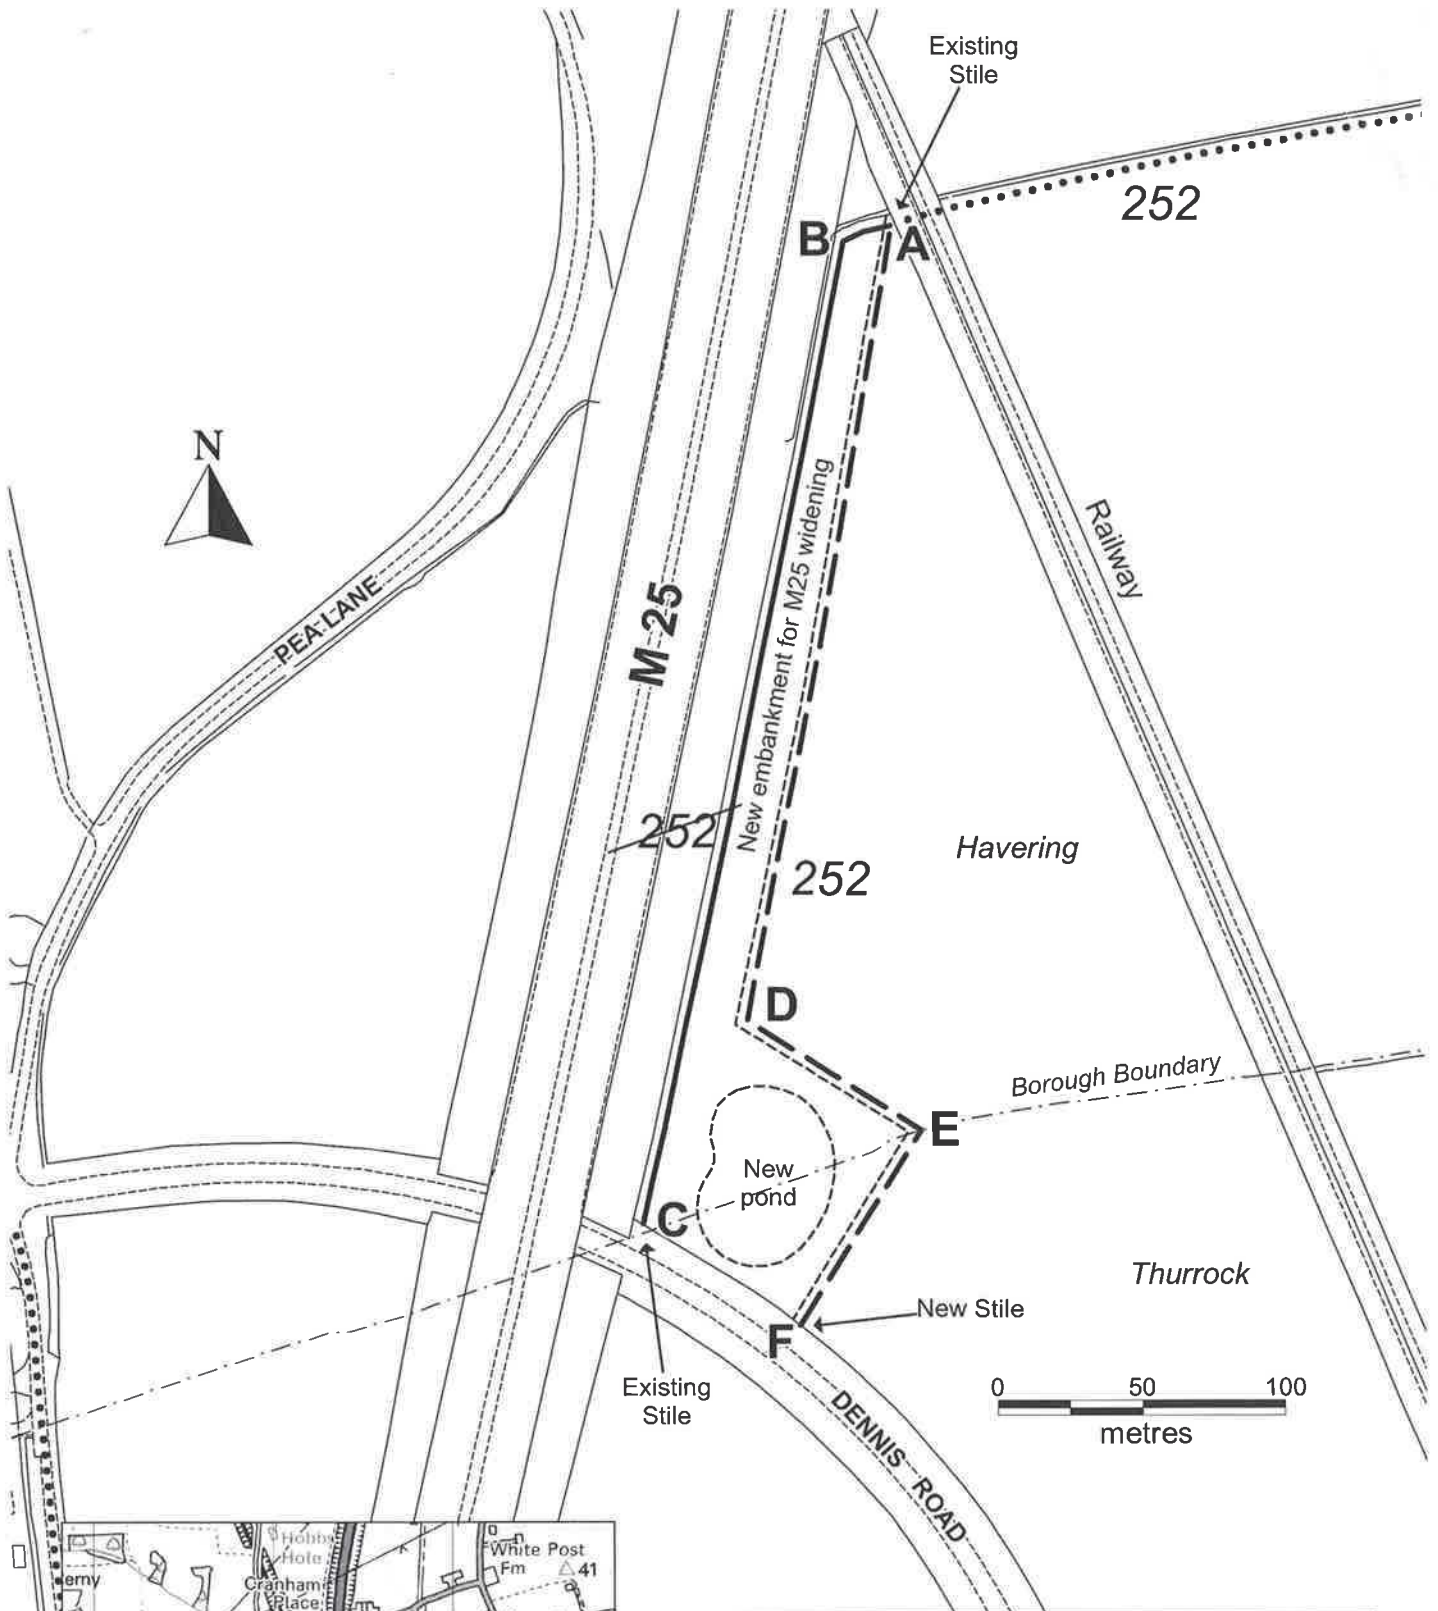 Existing
Stile
252
B
A
N
Railway
PEA LANE
M 25
New embankment for M25 widening
252
Havering
252
D
Borough Boundary
E
New
pond
C
Thurrock
New Stile
F
Existing
Stile
0 50 100
metres
DENNIS ROAD
Hobbs
Hole
White Post
Fm
41
erny
Cranham
Place